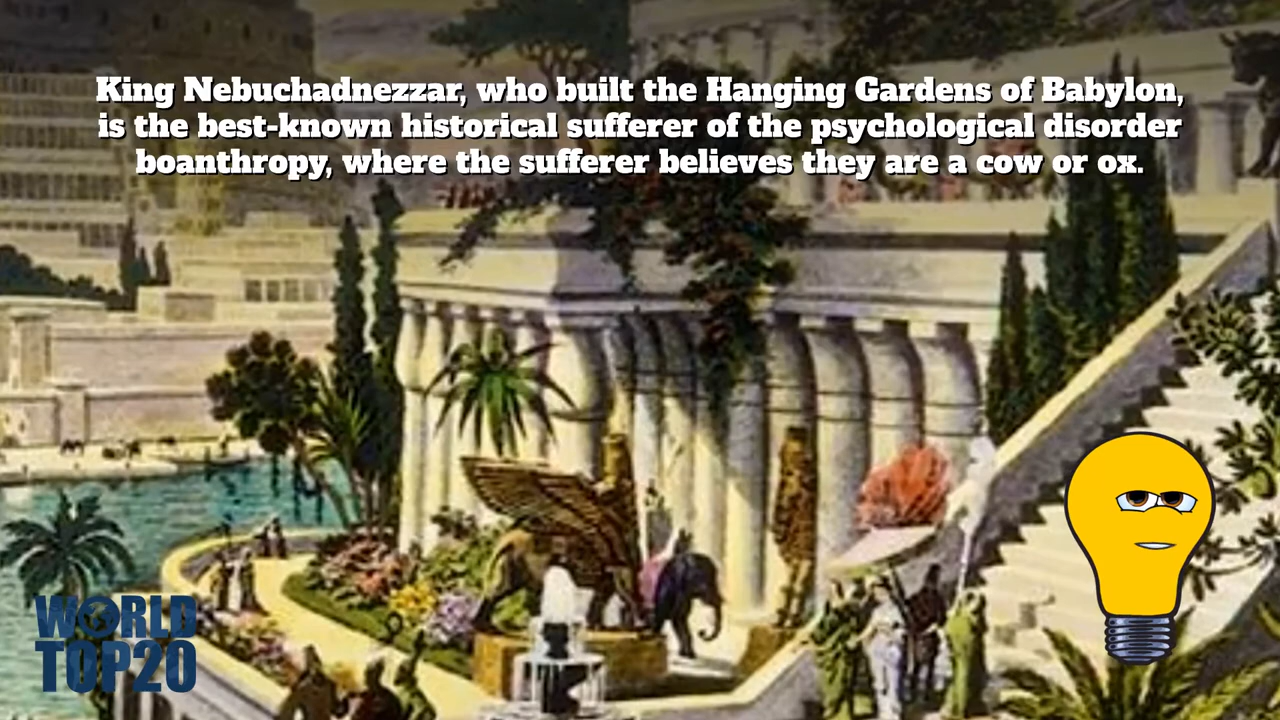 King Nebuchadnezzar, who built the Hanging Gardens of Babylon,
is the best-known historical sufferer of the psychological disorder
boanthropy, where the sufferer believes they are a cow or ox.
WORLD
TOP20